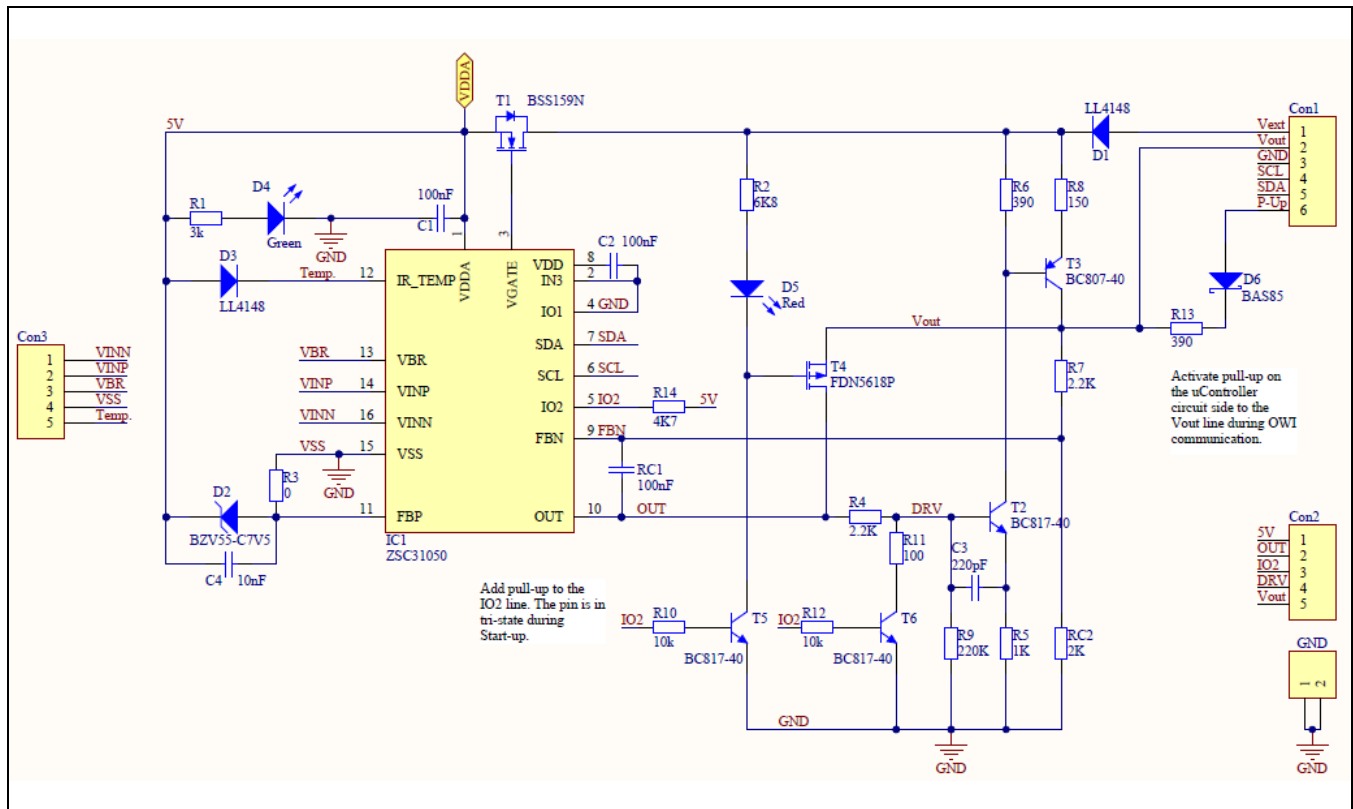 VDDA
T1 BSS159N
5V
LL4148
D1
Con1
Vext 1
Vout 2
GND 3
SCL 4
SDA 5
P-Up 6
R1
3k
D4
Green
GND
100nF
C1
1
3
R2
6K8
R6
390
R8
150
D3
LL4148
Temp. 12
IR_TEMP
VDDA
VGATE
C2 100nF
VDD 8
IN3 2
IO1 4 GND
SDA 7 SDA
SCL 6 SCL
IO2 5 IO2
R14
4K7
5V
FBN 9 FBN
OUT 10 OUT
VBR 13 VBR
VINP 14 VINP
VINN 16 VINN
VSS 15 VSS
11 FBP
IC1
ZSC31050
R3
0
GND
D2
BZV55-C7V5
C4 10nF
Con3
1 VINN
2 VINP
3 VBR
4 VSS
5 Temp.
D5
Red
T3
BC807-40
D6
BAS85
Vout
R13
390
T4
FDN5618P
R7
2.2K
Activate pull-up on
the uController
circuit side to the
Vout line during OWI
communication.
RC1
100nF
R4
2.2K
DRV
T2
BC817-40
R11
100
C3
220pF
Con2
5V 1
OUT 2
IO2 3
DRV 4
Vout 5
Add pull-up to the
IO2 line. The pin is in
tri-state during
Start-up.
IO2 R10
10k
T5
BC817-40
IO2 R12
10k
T6
BC817-40
R9
220K
R5
1K
RC2
2K
GND
GND
GND
1 2
GND